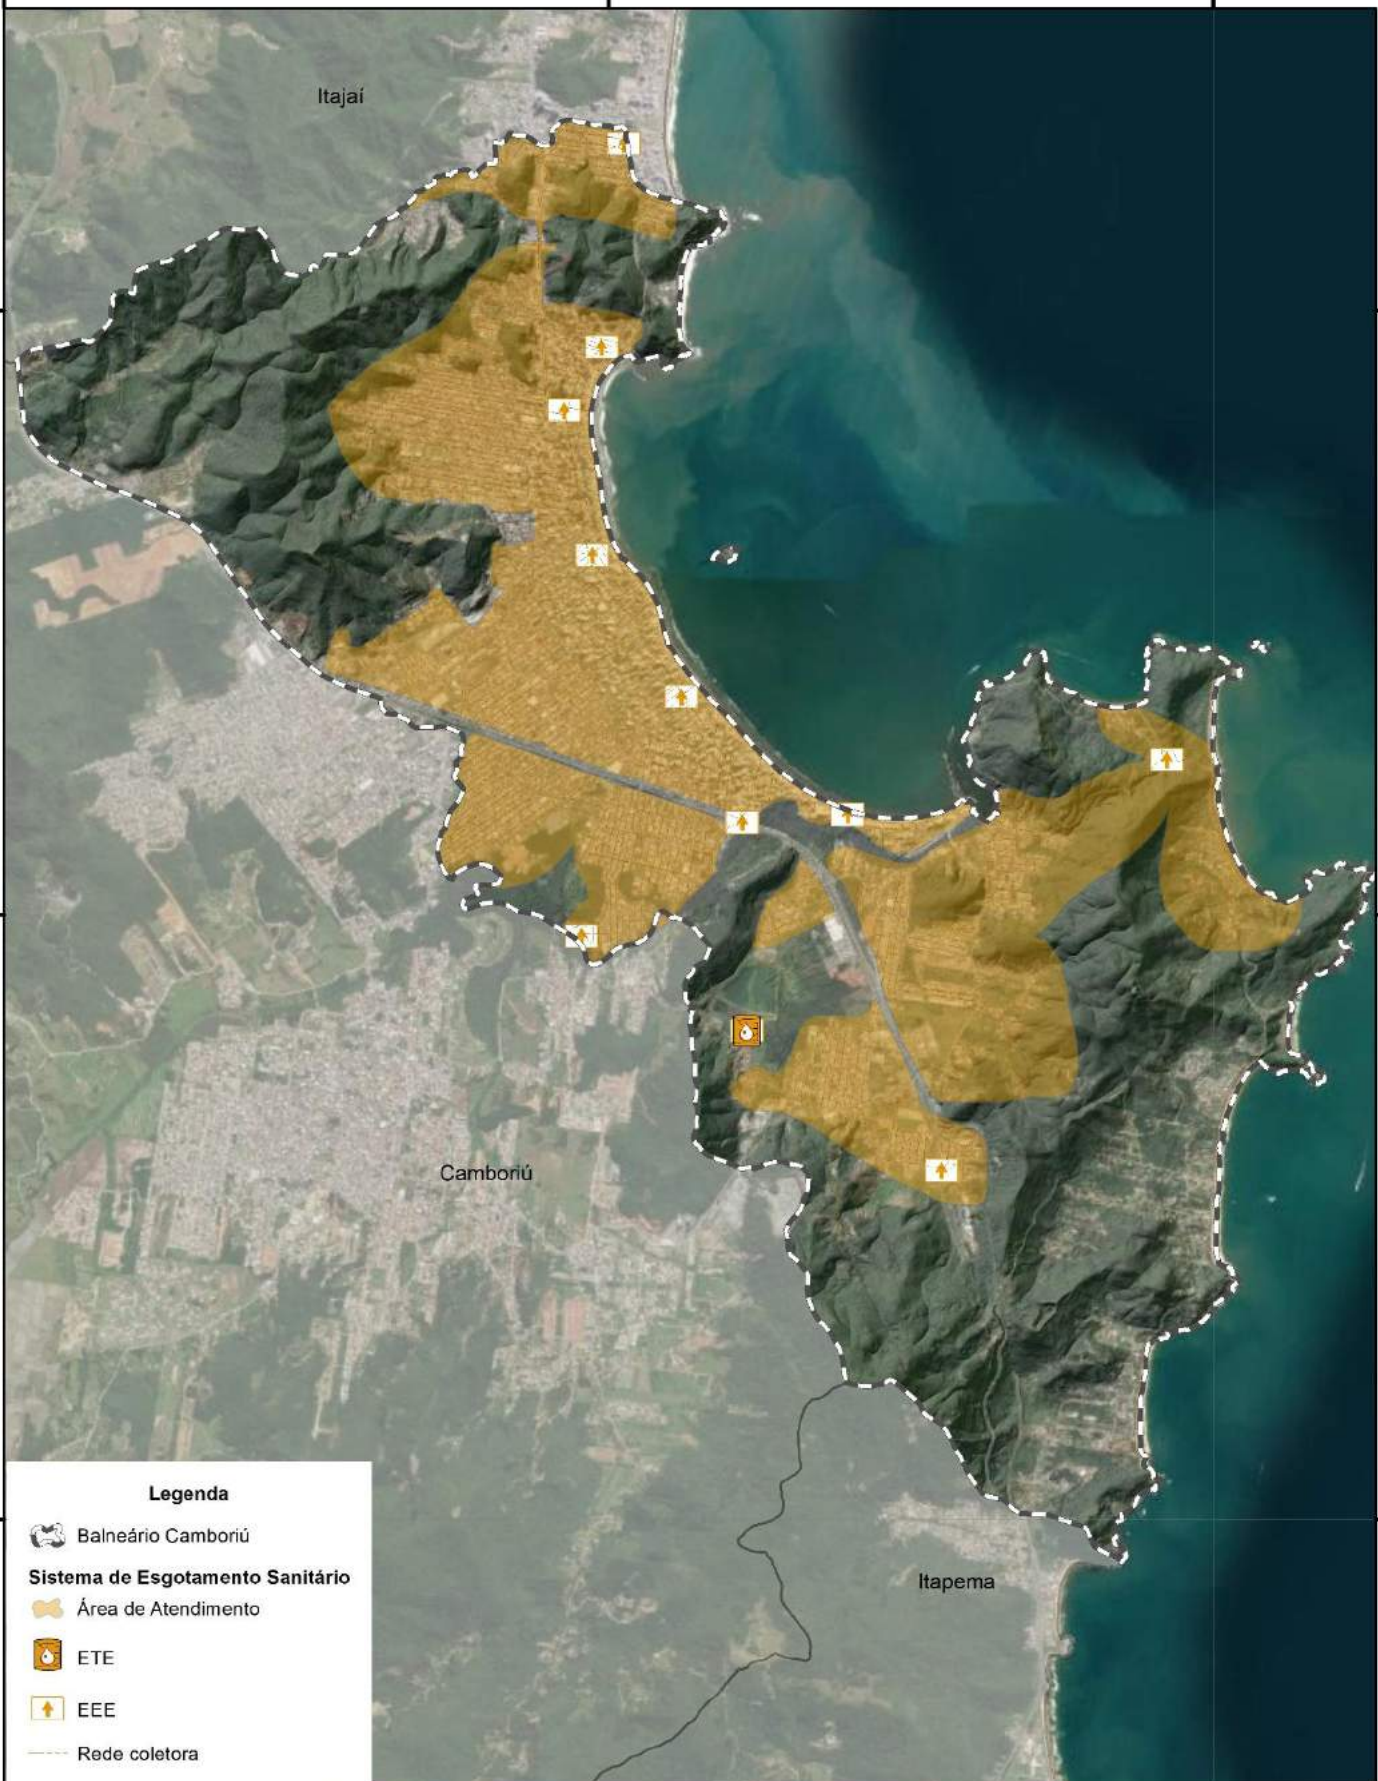 Itajaí
Camboriú
Itapema
Legenda
Balneário Camboriú
Sistema de Esgotamento Sanitário
Área de Atendimento
ETE
EEE
Rede coletora